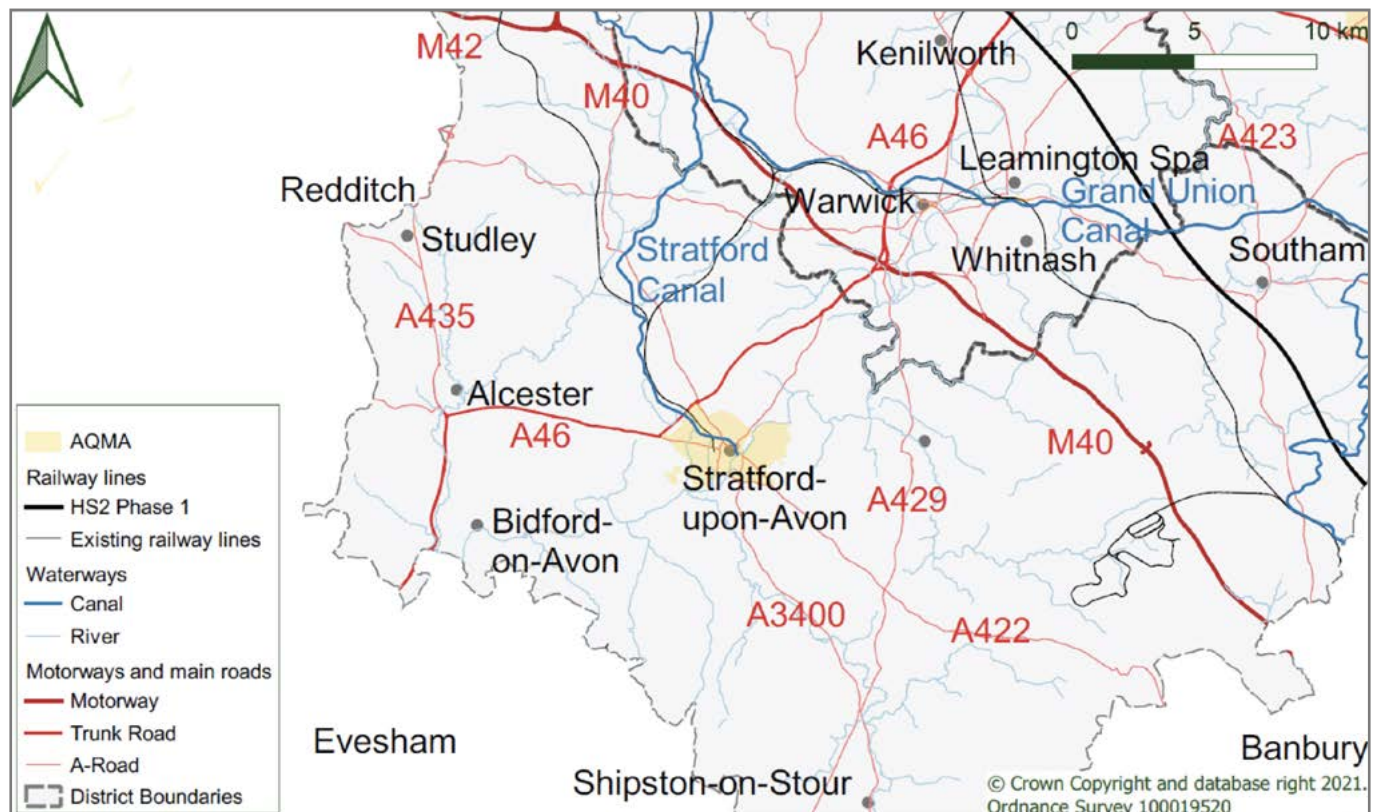 M42
Kenilworth
0 5 10 km
M40
A46
A423
Leamington Spa
Redditch
Warwick
Grand Union
Canal
Studley
Stratford
Canal
Whitnash
Southam
A435
Alcester
A46
M40
Stratford-
upon-Avon
A429
Bidford-
on-Avon
A3400
A422
Evesham
Banbury
Shipston-on-Stour
AQMA
Railway lines
HS2 Phase 1
Existing railway lines
Waterways
Canal
River
Motorways and main roads
Motorway
Trunk Road
A-Road
District Boundaries
© Crown Copyright and database right 2021.
Ordnance Survey 100019520